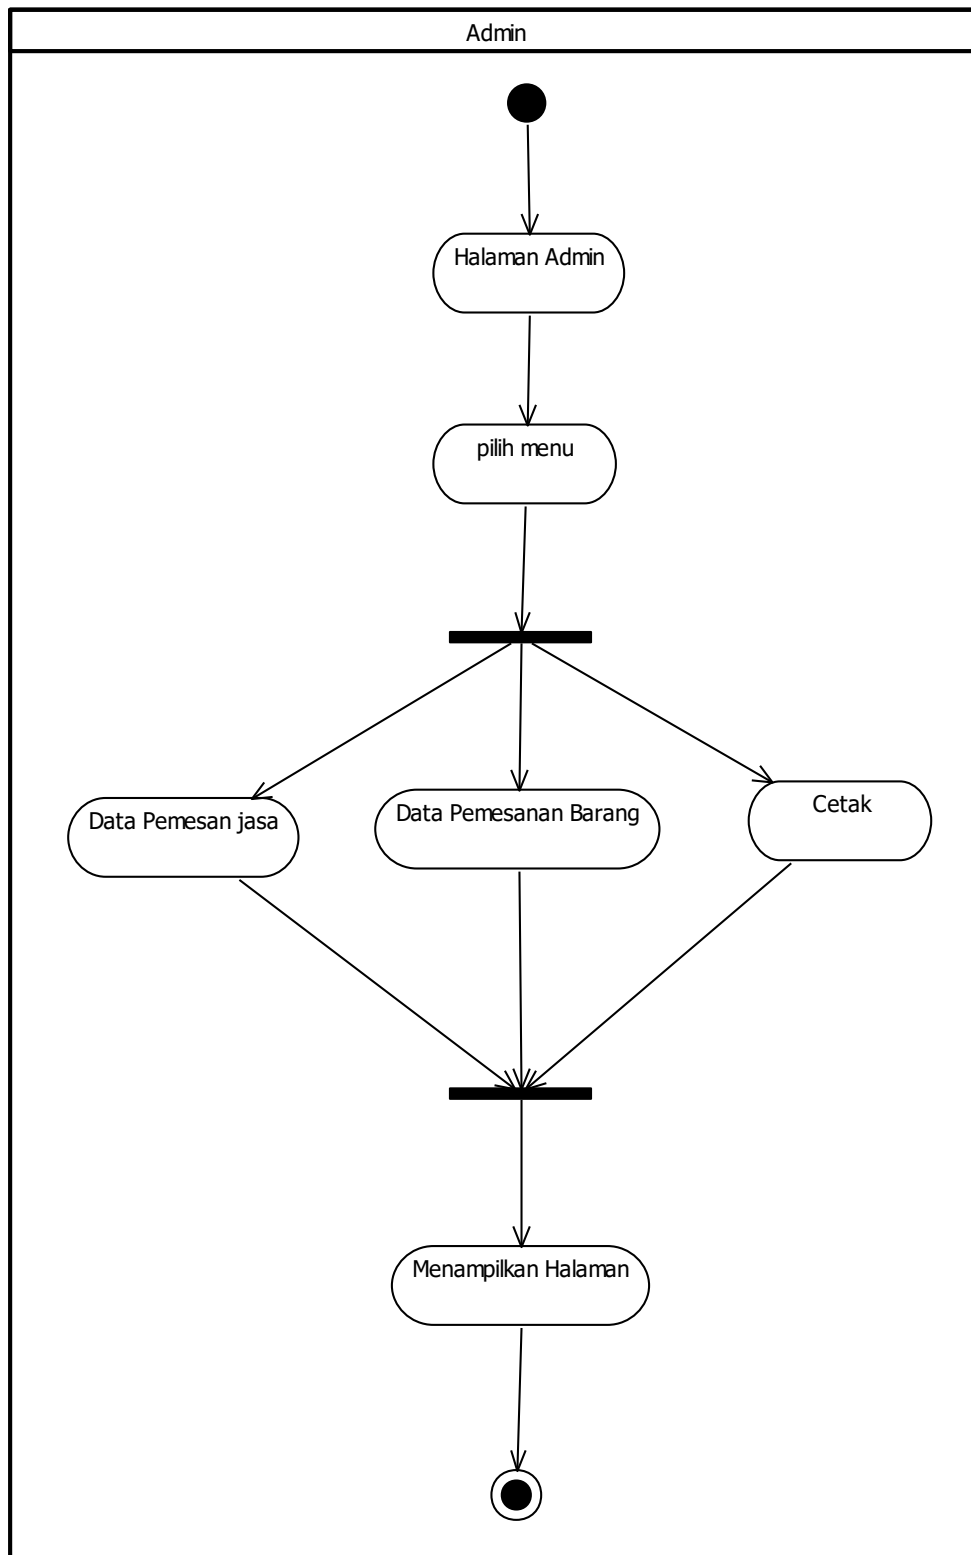 Admin
Halaman Admin
pilih menu
Data Pemesan jasa
Data Pemesanan Barang
Cetak
Menampilkan Halaman